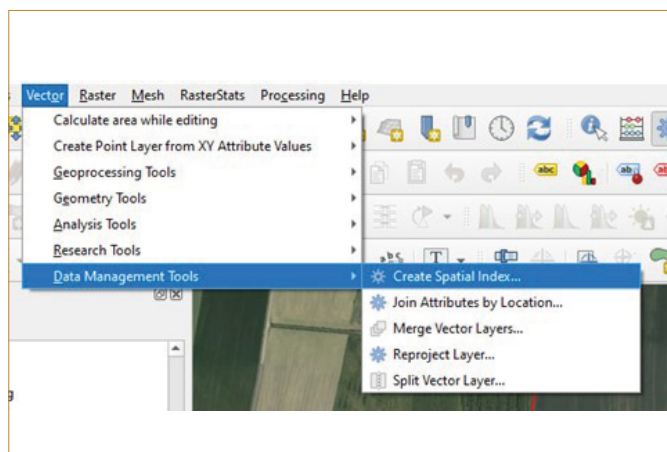 Vector Raster Mesh RasterStats Processing Help
Calculate area while editing
Create Point Layer from XY Attribute Values
Geoprocessing Tools
Geometry Tools
Analysis Tools
Research Tools
Data Management Tools
Create Spatial Index...
Join Attributes by Location...
Merge Vector Layers...
Reproject Layer...
Split Vector Layer...
abc
ab
abc
T